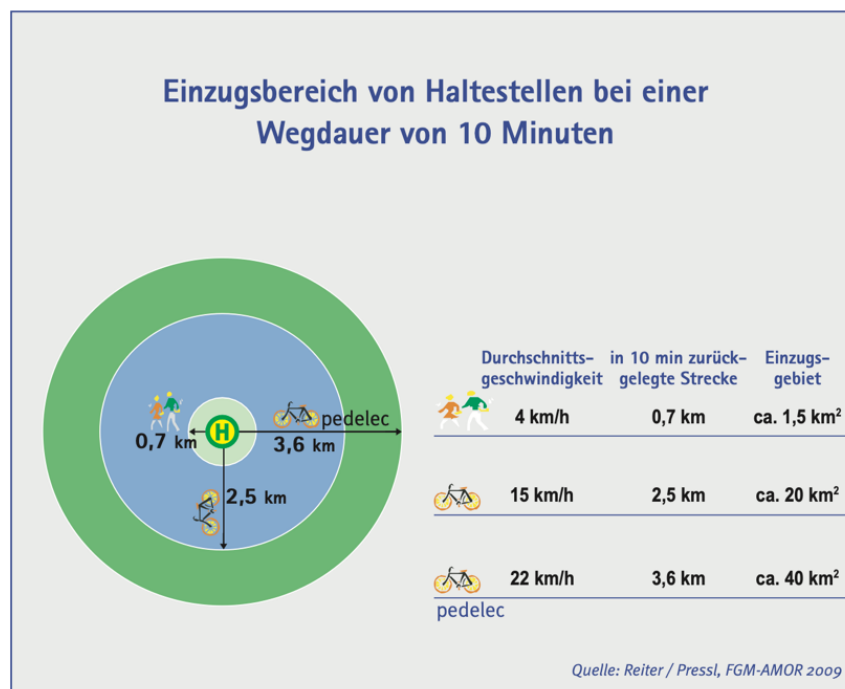 Einzugsbereich von Haltestellen bei einer
Wegdauer von 10 Minuten
H
pedelec
0,7 km
3,6 km
2,5 km
Durchschnitts-
geschwindigkeit
in 10 min zurück-
gelegte Strecke
Einzugs-
gebiet
4 km/h 0,7 km ca. 1,5 km²
15 km/h 2,5 km ca. 20 km²
22 km/h 3,6 km ca. 40 km²
pedelec
Quelle: Reiter / Pressl, FGM-AMOR 2009